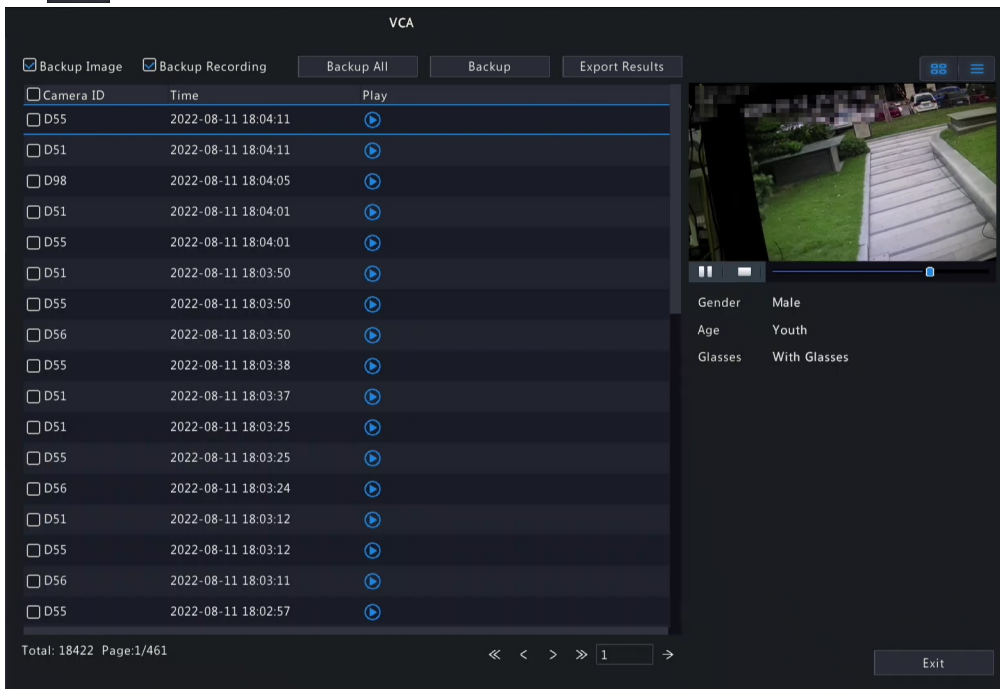 VCA
Backup Image Backup Recording Backup All Backup Export Results
Camera ID Time Play
D55 2022-08-11 18:04:11
D51 2022-08-11 18:04:11
D98 2022-08-11 18:04:05
D51 2022-08-11 18:04:01
D55 2022-08-11 18:04:01
D51 2022-08-11 18:03:50
D55 2022-08-11 18:03:50
D56 2022-08-11 18:03:50
D55 2022-08-11 18:03:38
D51 2022-08-11 18:03:37
D51 2022-08-11 18:03:25
D55 2022-08-11 18:03:25
D56 2022-08-11 18:03:24
D51 2022-08-11 18:03:12
D55 2022-08-11 18:03:12
D56 2022-08-11 18:03:11
D55 2022-08-11 18:02:57
Gender Male
Age Youth
Glasses With Glasses
Total: 18422 Page:1/461
1
Exit